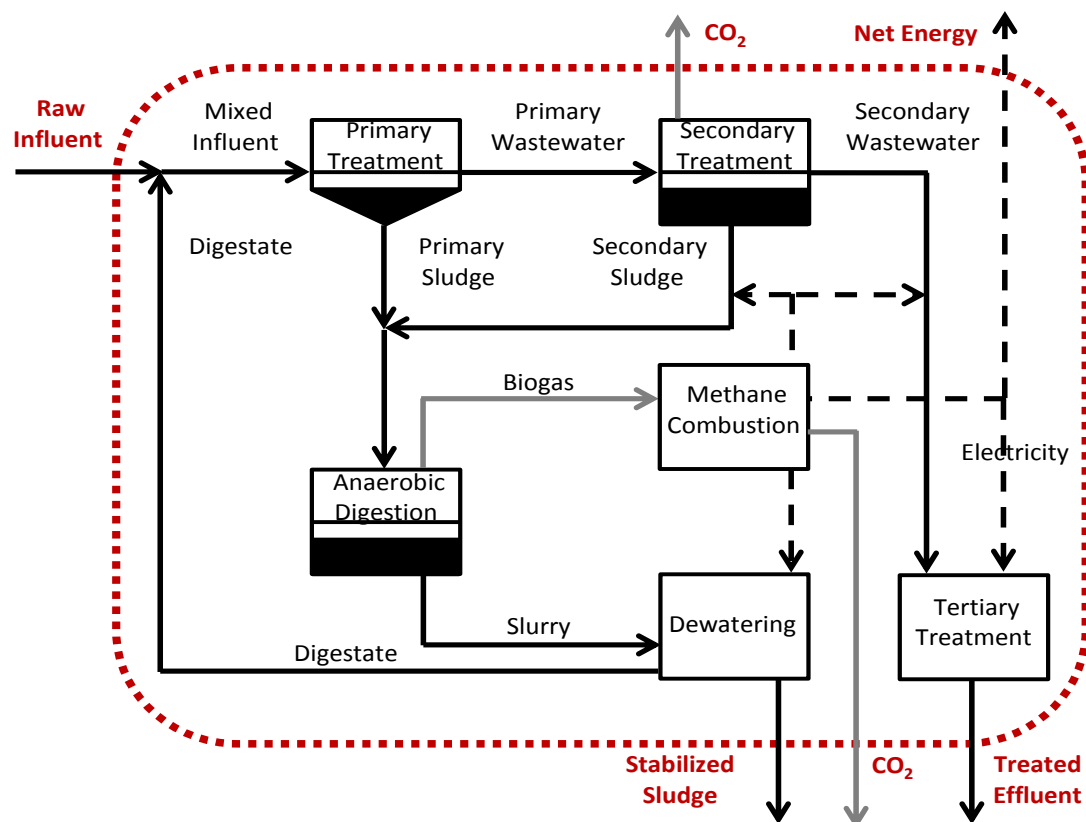 CO₂
Net Energy
Raw
Influent
Mixed
Influent
Primary
Treatment
Primary
Wastewater
Secondary
Treatment
Secondary
Wastewater
Digestate
Primary
Sludge
Secondary
Sludge
Biogas
Methane
Combustion
Electricity
Anaerobic
Digestion
Slurry
Dewatering
Tertiary
Treatment
Digestate
Stabilized
Sludge
CO₂
Treated
Effluent